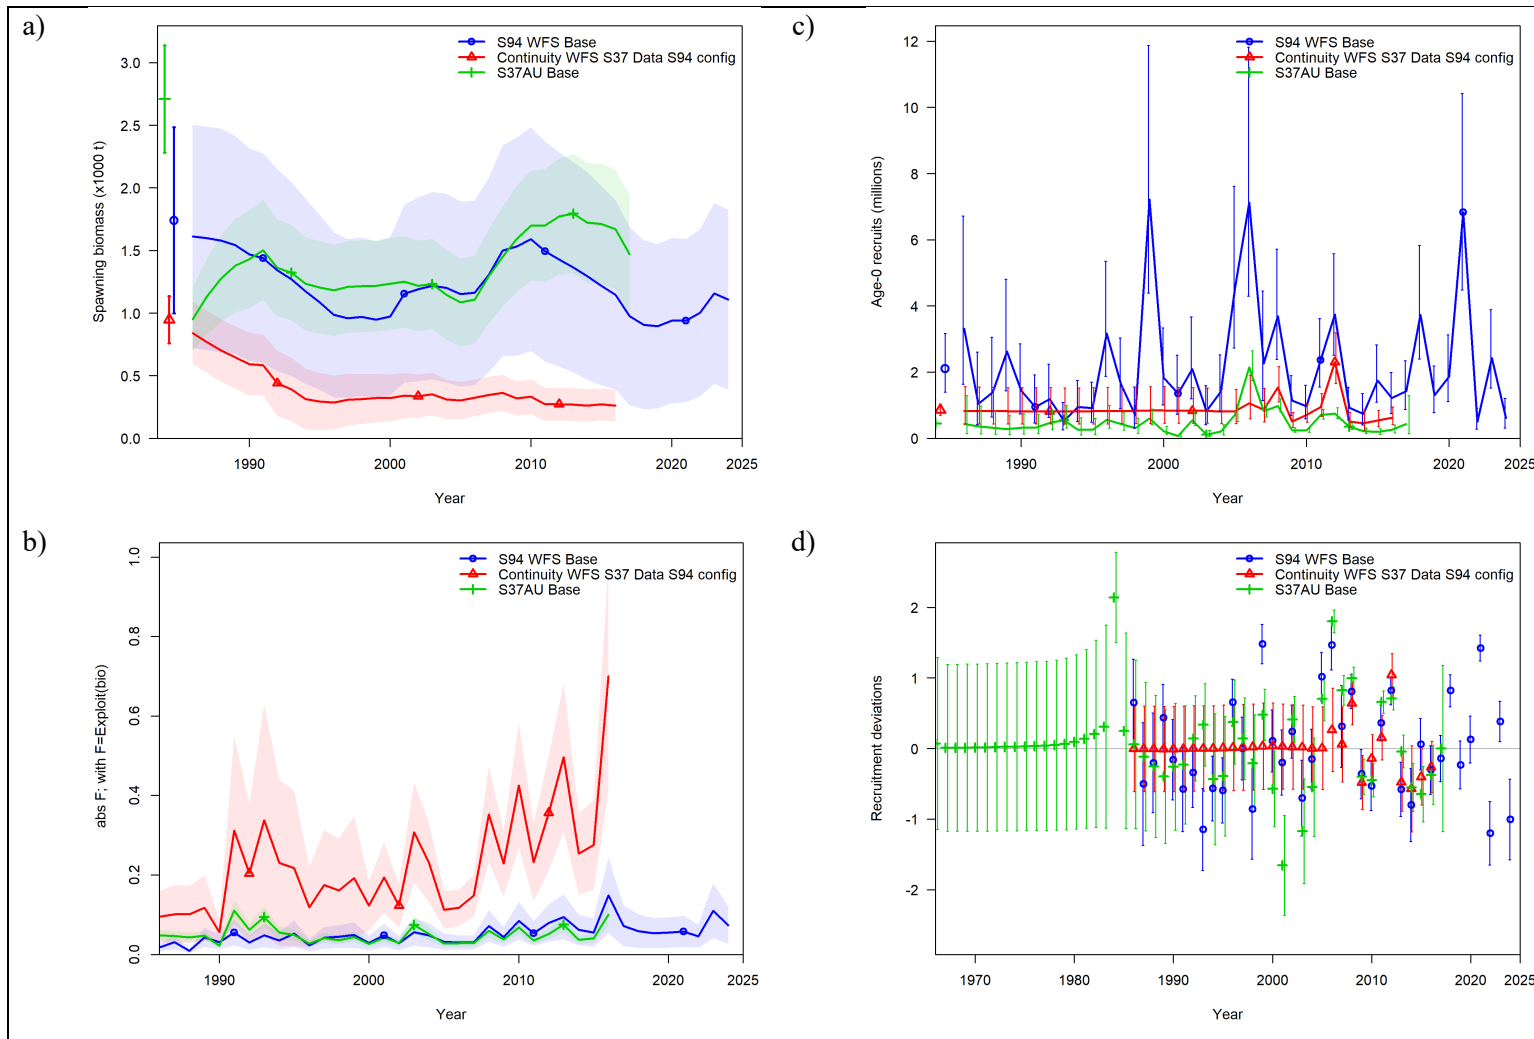 a)
S94 WFS Base
Continuity WFS S37 Data S94 config
S37AU Base
Spawning biomass (x1000 t)
3.0
2.5
2.0
1.5
1.0
0.5
0.0
1990 2000 2010 2020 2025
Year
c)
S94 WFS Base
Continuity WFS S37 Data S94 config
S37AU Base
Age-0 recruits (millions)
12
10
8
6
4
2
0
1990 2000 2010 2020 2025
Year
b)
S94 WFS Base
Continuity WFS S37 Data S94 config
S37AU Base
abs F; with F=Exploit(bio)
1.0
0.8
0.6
0.4
0.2
0.0
1990 2000 2010 2020 2025
Year
d)
S94 WFS Base
Continuity WFS S37 Data S94 config
S37AU Base
Recruitment deviations
2
1
0
-1
-2
1970 1980 1990 2000 2010 2020 2025
Year